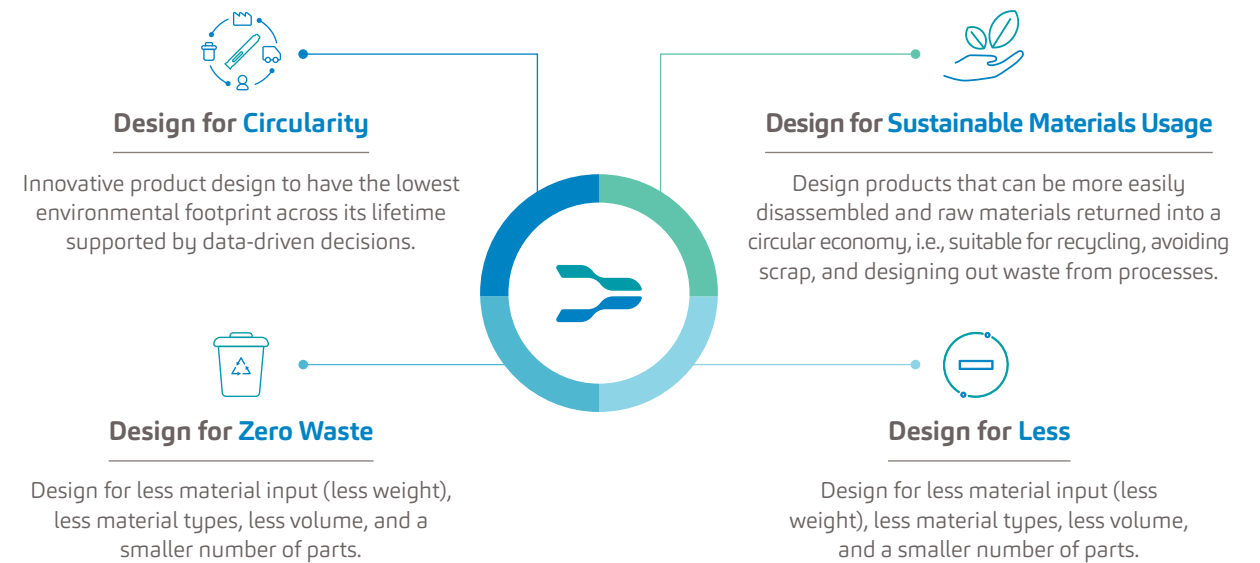 Design for Circularity
Innovative product design to have the lowest
environmental footprint across its lifetime
supported by data-driven decisions.
Design for Sustainable Materials Usage
Design products that can be more easily
disassembled and raw materials returned into a
circular economy, i.e., suitable for recycling, avoiding
scrap, and designing out waste from processes.
Design for Zero Waste
Design for less material input (less weight),
less material types, less volume, and a
smaller number of parts.
Design for Less
Design for less material input (less
weight), less material types, less volume,
and a smaller number of parts.